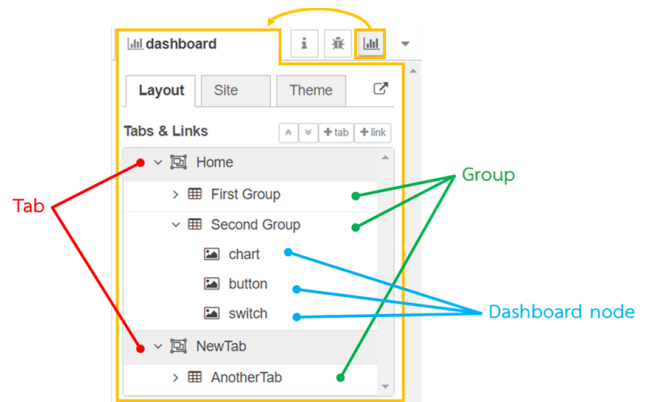 dashboard
i
Layout
Site
Theme
Tabs & Links
+tab
+link
Home
First Group
Group
Tab
Second Group
chart
button
switch
Dashboard node
NewTab
AnotherTab